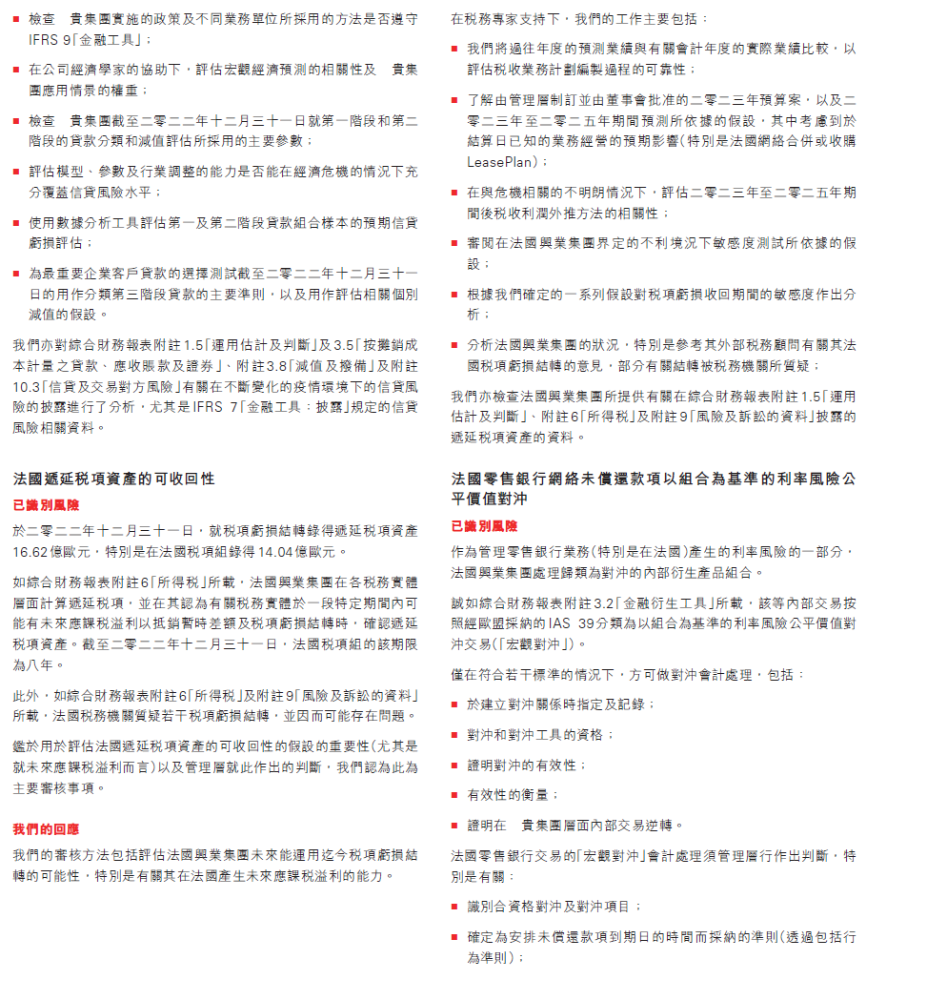 ■ 檢查　貴集團實施的政策及不同業務單位所採用的方法是否遵守
IFRS 9「金融工具」；
■ 在公司經濟學家的協助下，評估宏觀經濟預測的相關性及　貴集
團應用情景的權重；
■ 檢查　貴集團截至二零二二年十二月三十一日就第一階段和第二
階段的貸款分類和減值評估所採用的主要參數；
■ 評估模型、參數及行業調整的能力是否能在經濟危機的情況下充
分覆蓋信貸風險水平；
■ 使用數據分析工具評估第一及第二階段貸款組合樣本的預期信貸
虧損評估；
■ 為最重要企業客戶貸款的選擇測試截至二零二二年十二月三十一
日的用作分類第三階段貸款的主要準則，以及用作評估相關個別
減值的假設。
我們亦對綜合財務報表附註1.5「運用估計及判斷」及3.5「按攤銷成
本計量之貸款、應收賬款及證券」、附註3.8「減值及撥備」及附註
10.3「信貸及交易對方風險」有關在不斷變化的疫情環境下的信貸風
險的披露進行了分析，尤其是IFRS 7「金融工具：披露」規定的信貸
風險相關資料。
法國遞延税項資產的可收回性
已識別風險
於二零二二年十二月三十一日，就税項虧損結轉錄得遞延税項資產
16.62億歐元，特別是在法國税項組錄得14.04億歐元。
如綜合財務報表附註6「所得税」所載，法國興業集團在各税務實體
層面計算遞延税項，並在其認為有關税務實體於一段特定期間內可
能有未來應課税溢利以抵銷暫時差額及税項虧損結轉時，確認遞延
税項資產。截至二零二二年十二月三十一日，法國税項組的該期限
為八年。
此外，如綜合財務報表附註6「所得税」及附註9「風險及訴訟的資料」
所載，法國税務機關質疑若干税項虧損結轉，並因而可能存在問題。
鑑於用於評估法國遞延税項資產的可收回性的假設的重要性(尤其是
就未來應課税溢利而言)以及管理層就此作出的判斷，我們認為此為
主要審核事項。
我們的回應
我們的審核方法包括評估法國興業集團未來能運用迄今税項虧損結
轉的可能性，特別是有關其在法國產生未來應課税溢利的能力。
在税務專家支持下，我們的工作主要包括：
■ 我們將過往年度的預測業績與有關會計年度的實際業績比較，以
評估税收業務計劃編製過程的可靠性；
■ 了解由管理層制訂並由董事會批准的二零二三年預算案，以及二
零二三年至二零二五年期間預測所依據的假設，其中考慮到於
結算日已知的業務經營的預期影響(特別是法國網絡合併或收購
LeasePlan)；
■ 在與危機相關的不明朗情況下，評估二零二三年至二零二五年期
間後税收利潤外推方法的相關性；
■ 審閱在法國興業集團界定的不利境況下敏感度測試所依據的假
設；
■ 根據我們確定的一系列假設對税項虧損收回期間的敏感度作出分
析；
■ 分析法國興業集團的狀況，特別是參考其外部税務顧問有關其法
國税項虧損結轉的意見，部分有關結轉被税務機關所質疑；
我們亦檢查法國興業集團所提供有關在綜合財務報表附註1.5「運用
估計及判斷」、附註6「所得税」及附註9「風險及訴訟的資料」披露的
遞延税項資產的資料。
法國零售銀行網絡未償還款項以組合為基準的利率風險公
平價值對沖
已識別風險
作為管理零售銀行業務(特別是在法國)產生的利率風險的一部分，
法國興業集團處理歸類為對沖的內部衍生產品組合。
誠如綜合財務報表附註3.2「金融衍生工具」所載，該等內部交易按
照經歐盟採納的IAS 39分類為以組合為基準的利率風險公平價值對
沖交易(「宏觀對沖」)。
僅在符合若干標準的情況下，方可做對沖會計處理，包括：
■ 於建立對沖關係時指定及記錄；
■ 對沖和對沖工具的資格；
■ 證明對沖的有效性；
■ 有效性的衡量；
■ 證明在　貴集團層面內部交易逆轉。
法國零售銀行交易的「宏觀對沖」會計處理須管理層行作出判斷，特
別是有關：
■ 識別合資格對沖及對沖項目；
■ 確定為安排未償還款項到期日的時間而採納的準則(透過包括行
為準則)；